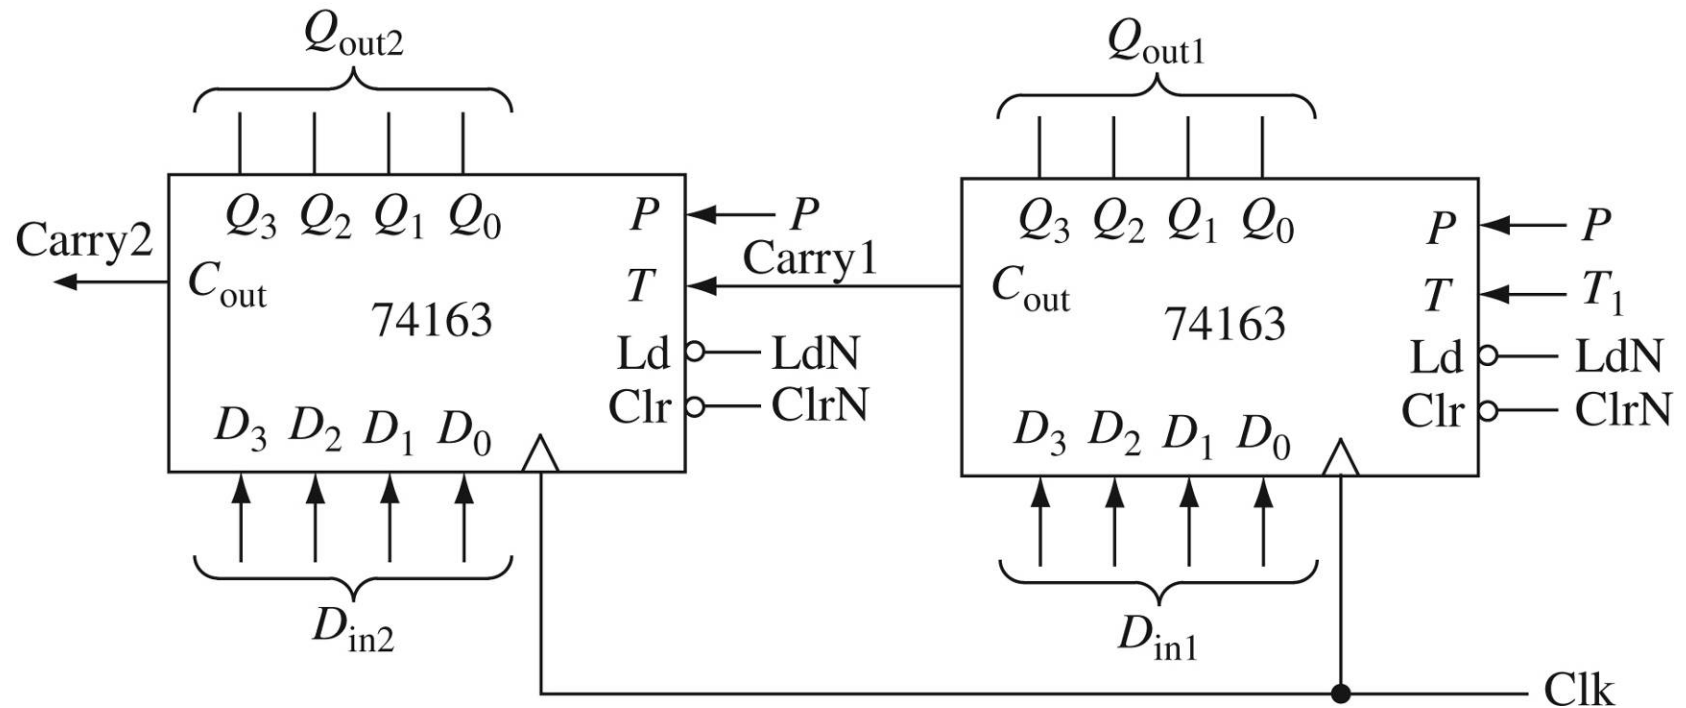 Qout2
Qout1
Q3 Q2 Q1 Q0
P
P
Q3 Q2 Q1 Q0
P
P
Carry2
Cout
74163
T
Carry1
Cout
74163
T
T1
Ld
LdN
Ld
LdN
Clr
ClrN
Clr
ClrN
D3 D2 D1 D0
D3 D2 D1 D0
Din2
Din1
Clk